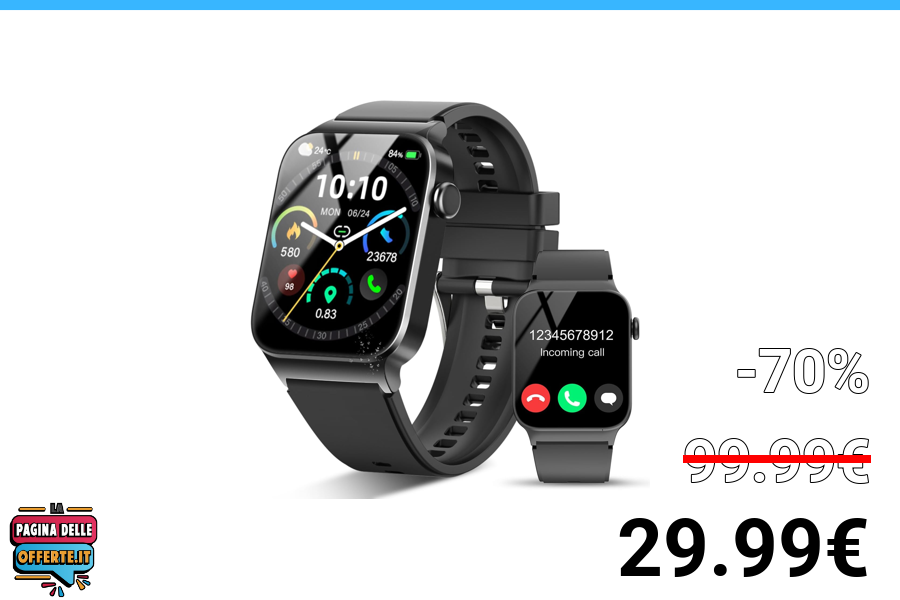 24°C
84%
10:10
MON 06/24
580
23678
98
0.83
12345678912
Incoming call
-70%
99.99€
29.99€
LA
PAGINA DELLE
OFFERTE.IT